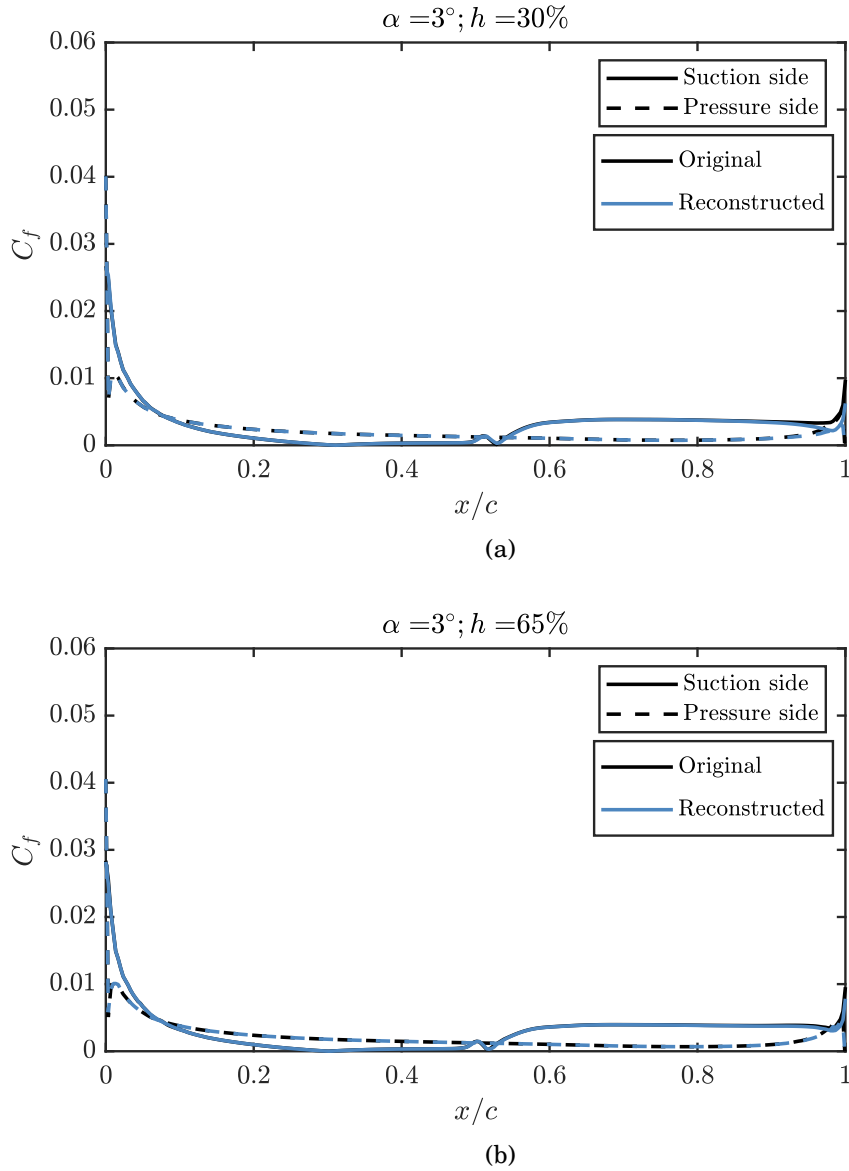 α =3°; h =30%
0.06
0.05
0.04
0.03
0.02
0.01
0
C_f
Suction side
Pressure side
Original
Reconstructed
0 0.2 0.4 0.6 0.8 1
x/c
(a)
α =3°; h =65%
0.06
0.05
0.04
0.03
0.02
0.01
0
C_f
Suction side
Pressure side
Original
Reconstructed
0 0.2 0.4 0.6 0.8 1
x/c
(b)